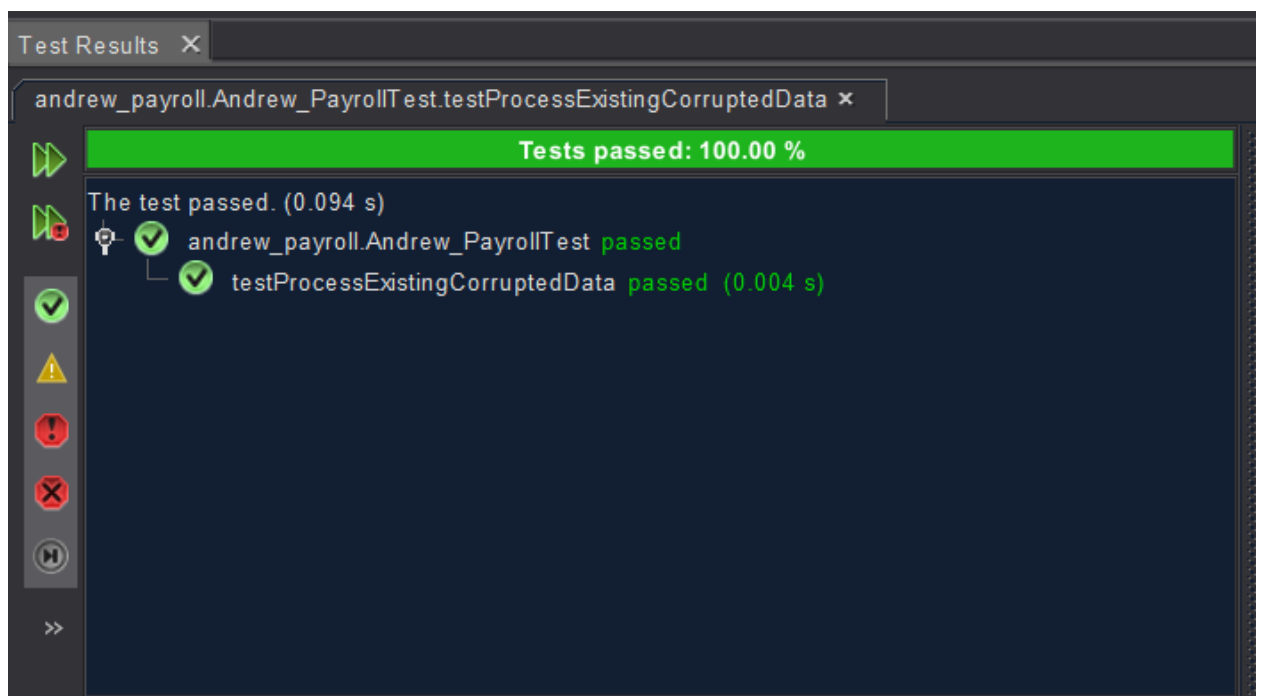 Test Results ×
andrew_payroll.Andrew_PayrollTest.testProcessExistingCorruptedData ×
Tests passed: 100.00 %
The test passed. (0.094 s)
andrew_payroll.Andrew_PayrollTest passed
testProcessExistingCorruptedData passed (0.004 s)